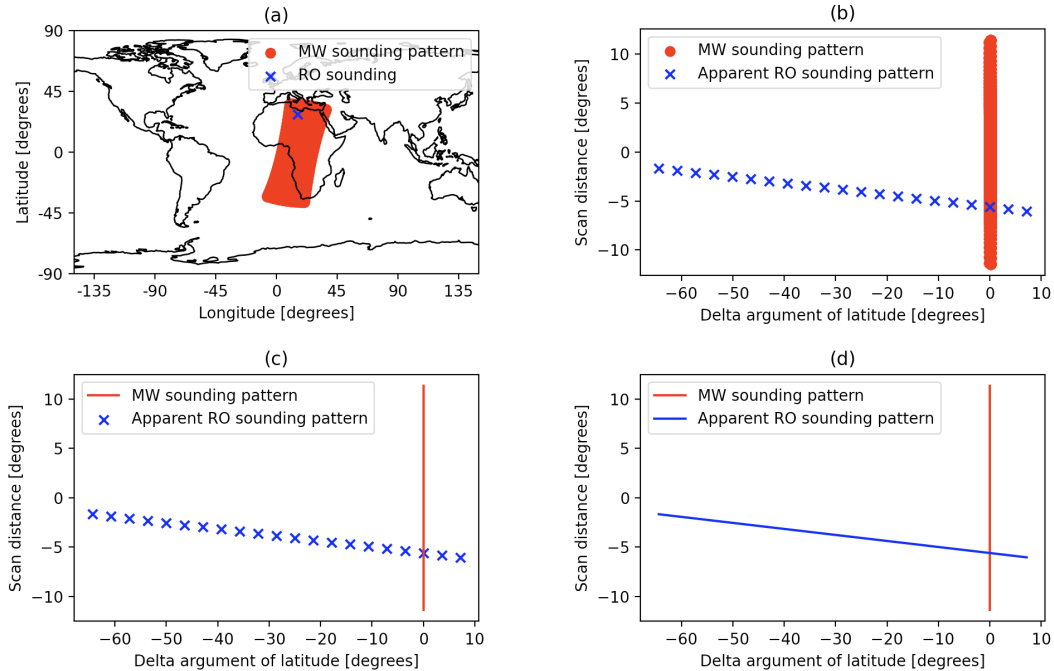 (a)
90
45
0
-45
-90
Latitude [degrees]
MW sounding pattern
RO sounding
-135
-90
-45
0
45
90
135
Longitude [degrees]
(b)
10
5
0
−5
−10
Scan distance [degrees]
MW sounding pattern
Apparent RO sounding pattern
−60
−50
−40
−30
−20
−10
0
10
Delta argument of latitude [degrees]
(c)
10
5
0
−5
−10
Scan distance [degrees]
MW sounding pattern
Apparent RO sounding pattern
−60
−50
−40
−30
−20
−10
0
10
Delta argument of latitude [degrees]
(d)
10
5
0
−5
−10
Scan distance [degrees]
MW sounding pattern
Apparent RO sounding pattern
−60
−50
−40
−30
−20
−10
0
10
Delta argument of latitude [degrees]